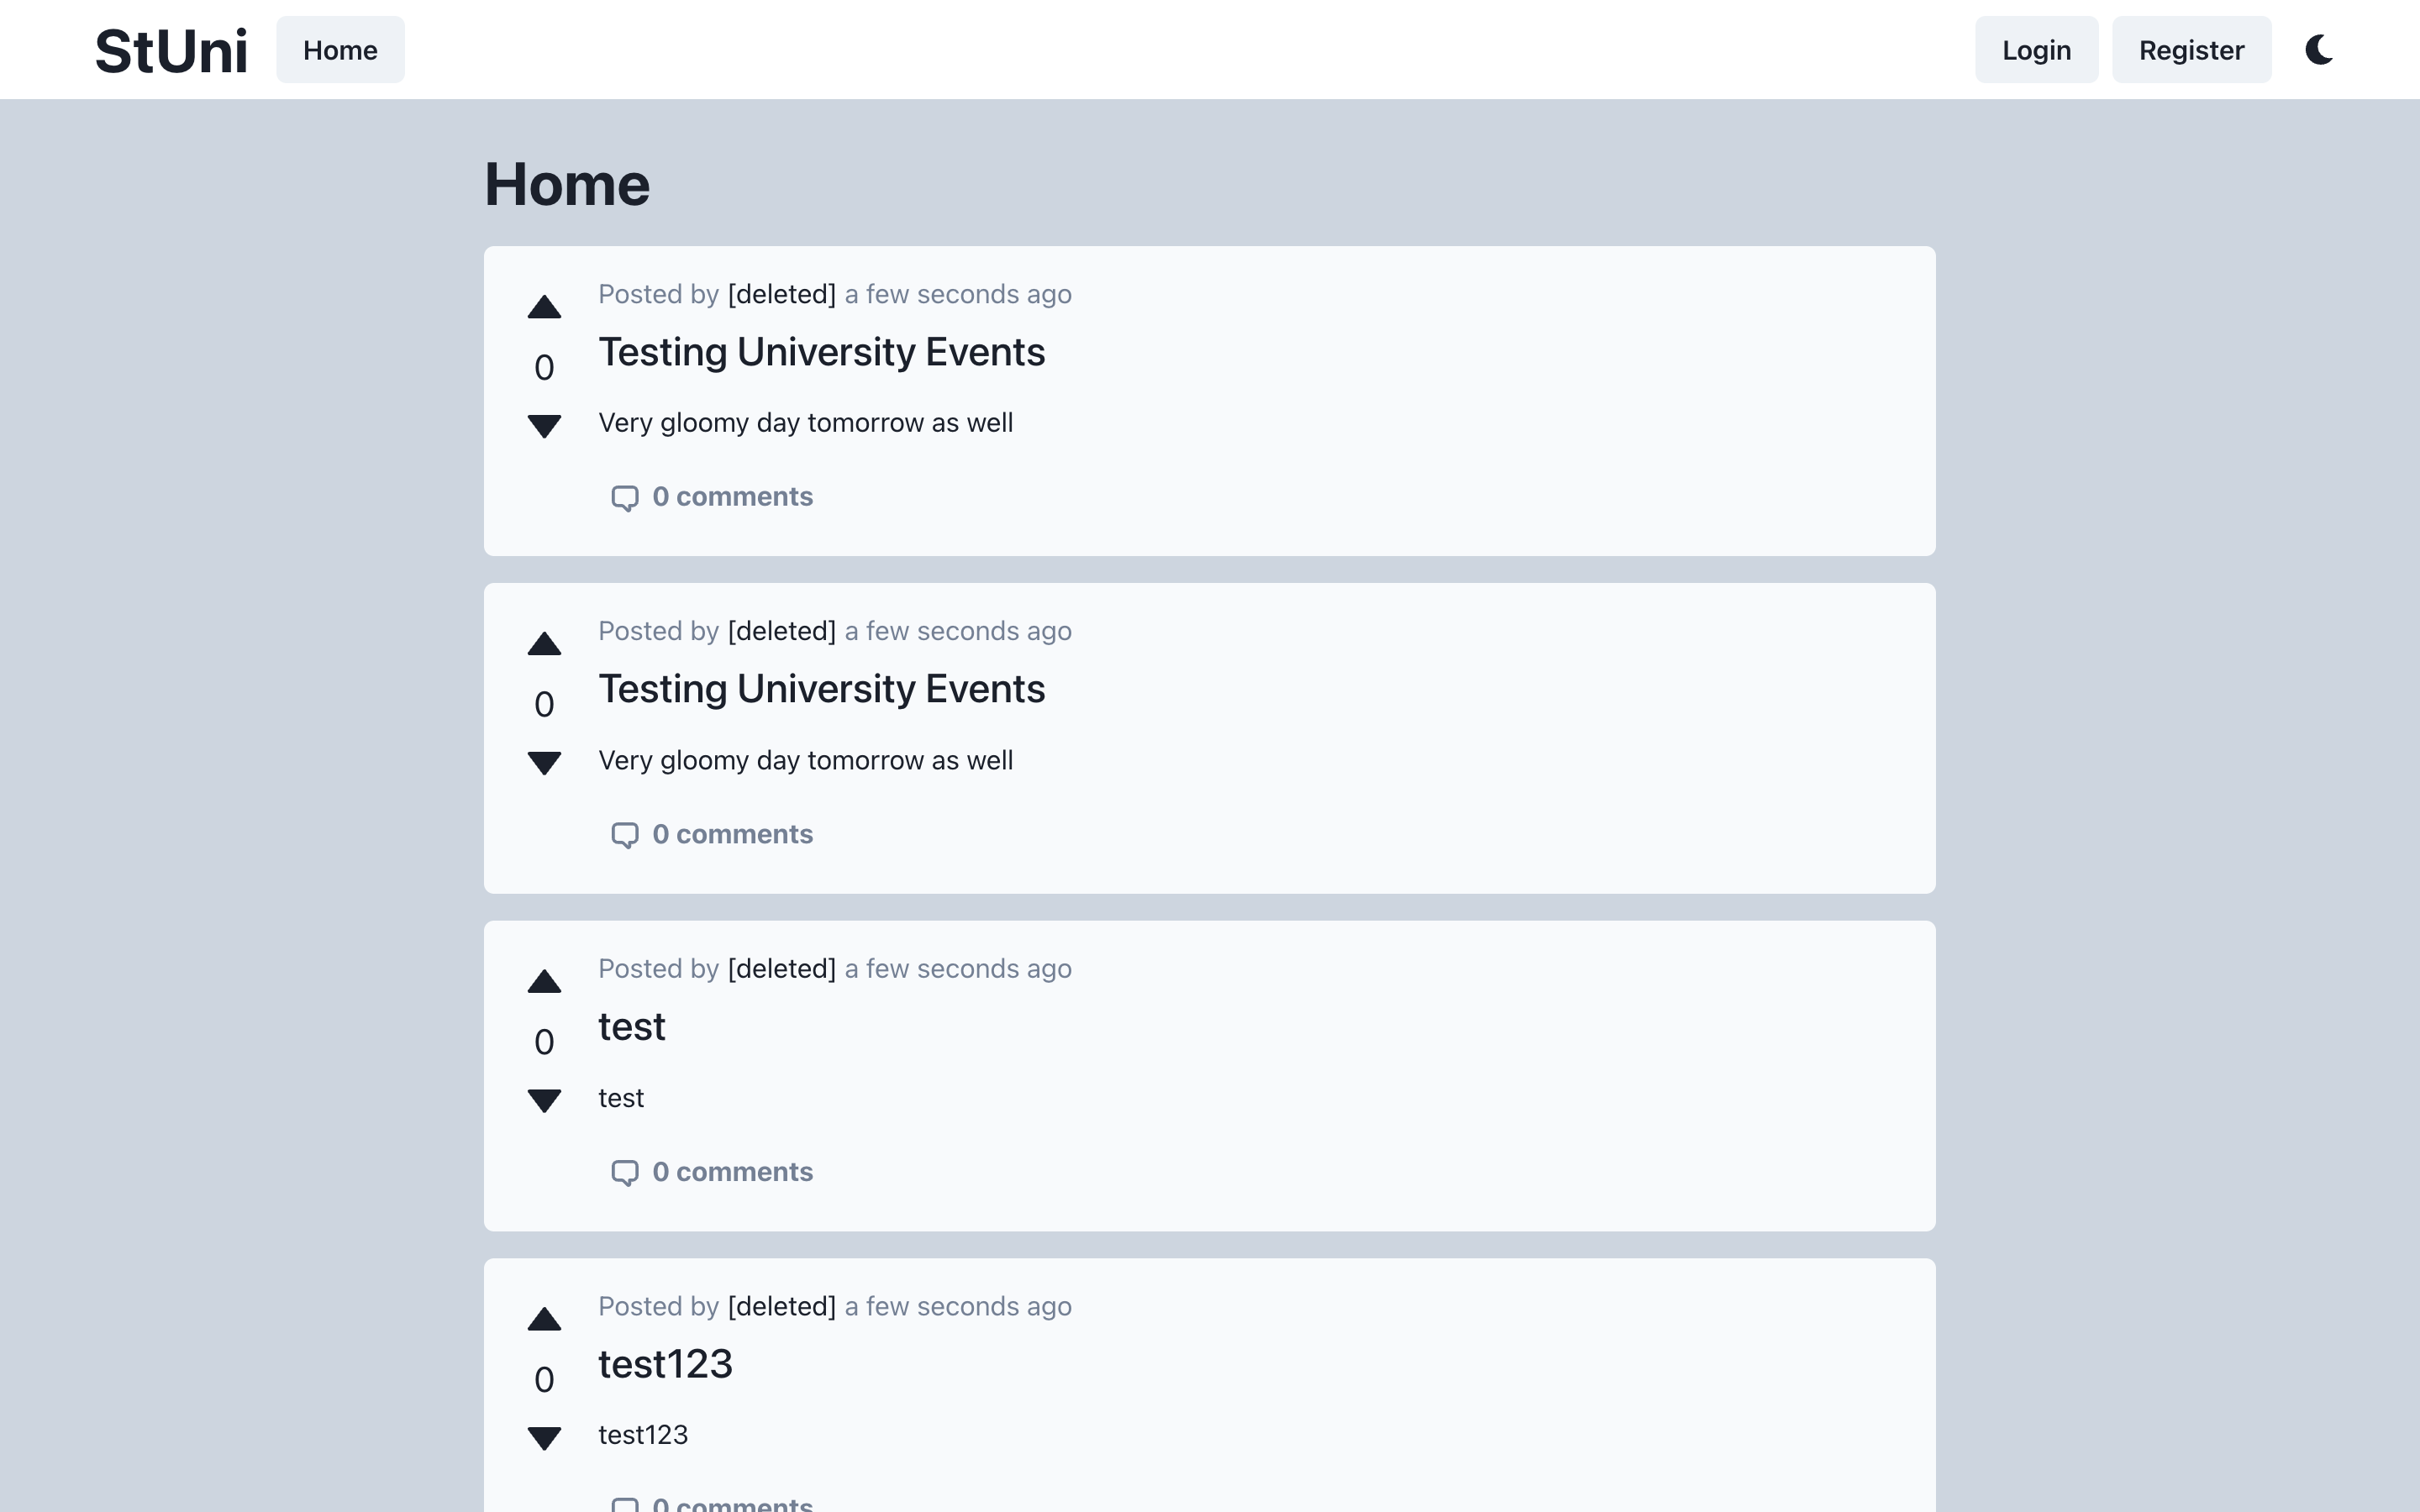 StUni Home Login Register
Home
Posted by [deleted] a few seconds ago
Testing University Events
0
Very gloomy day tomorrow as well
0 comments
Posted by [deleted] a few seconds ago
Testing University Events
0
Very gloomy day tomorrow as well
0 comments
Posted by [deleted] a few seconds ago
test
0
test
0 comments
Posted by [deleted] a few seconds ago
test123
0
test123
0 comments